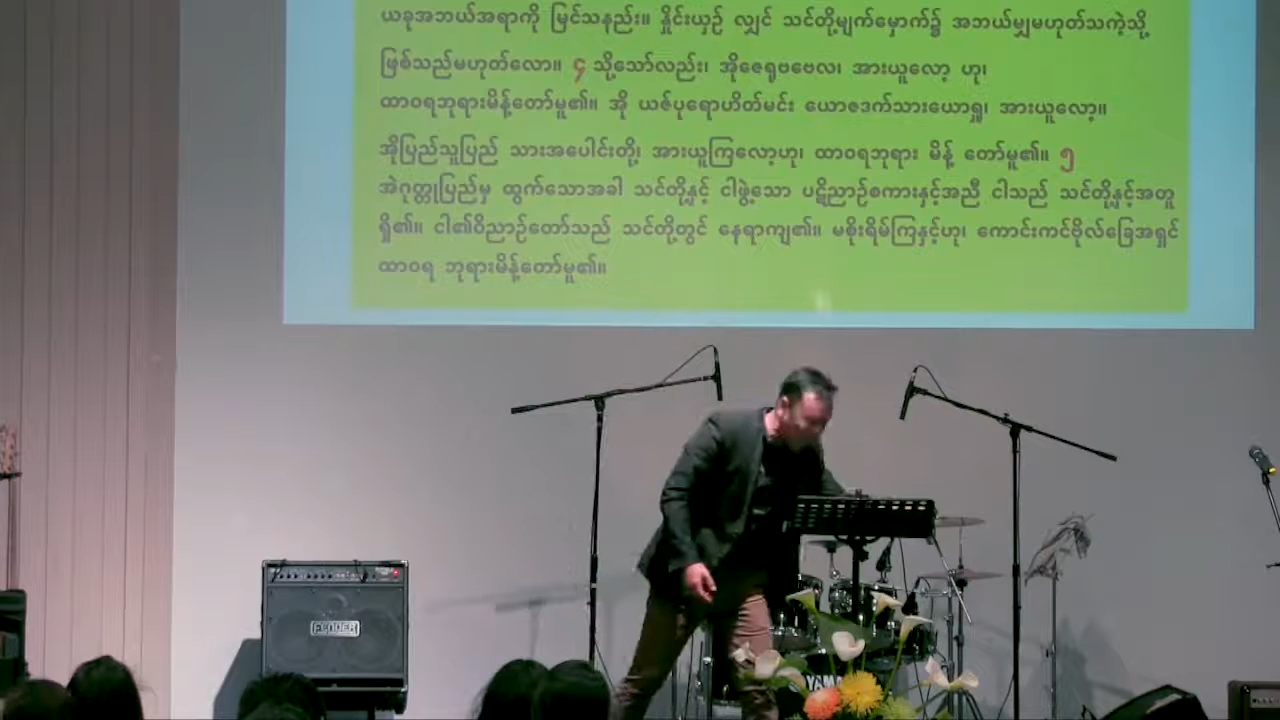 ယခုအဘယ်အရာကို မြင်သနည်း။ နှိုင်းယှဉ် လျှင် သင်တို့မျက်မှောက်၌ အဘယ်မျှမဟုတ်သကဲ့သို့
ဖြစ်သည်မဟုတ်လော။ ၄ သို့သော်လည်း၊ အိုဇေရုဗဗေလ၊ အားယူလော့ ဟု၊
ထာဝရဘုရားမိန့်တော်မူ၏။ အို ယဇ်ပုရောဟိတ်မင်း ယောဇဒက်သားယောရှု၊ အားယူလော့။
အိုပြည်သူပြည် သားအပေါင်းတို့၊ အားယူကြလော့ဟု၊ ထာဝရဘုရား မိန့် တော်မူ၏။ ၅
အဲဂုတ္တုပြည်မှ ထွက်သောအခါ သင်တို့နှင့် ငါဖွဲ့သော ပဋိညာဉ်စကားနှင့်အညီ ငါသည် သင်တို့နှင့်အတူ
ရှိ၏။ ငါ၏ဝိညာဉ်တော်သည် သင်တို့တွင် နေရာကျ၏။ မစိုးရိမ်ကြနှင့်ဟု၊ ကောင်းကင်ဗိုလ်ခြေအရှင်
ထာဝရ ဘုရားမိန့်တော်မူ၏။
FENDER